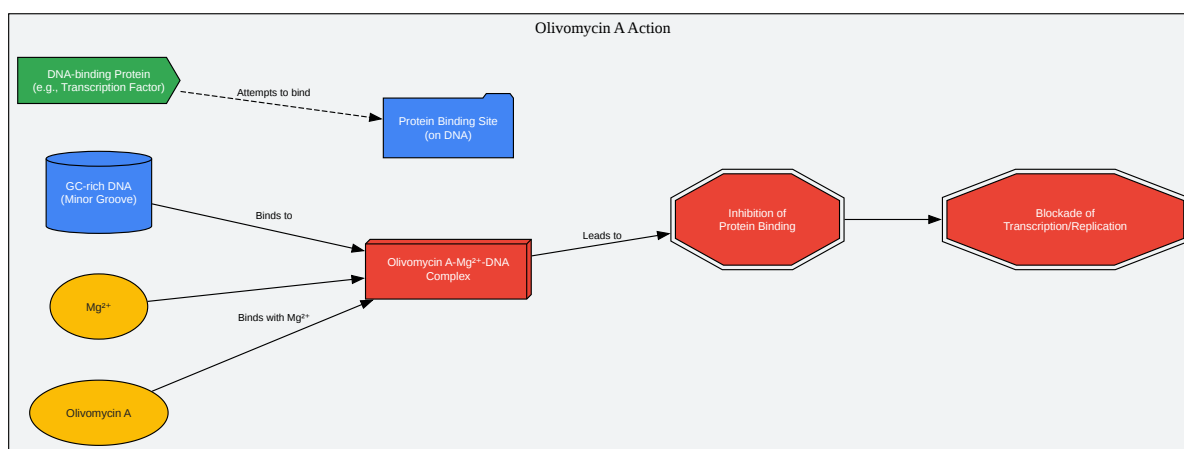 Olivomycin A Action
DNA-binding Protein
(e.g., Transcription Factor)
Attempts to bind
Protein Binding Site
(on DNA)
GC-rich DNA
(Minor Groove)
Binds to
Olivomycin A-Mg²⁺-DNA
Complex
Leads to
Inhibition of
Protein Binding
Blockade of
Transcription/Replication
Mg²⁺
Binds with Mg²⁺
Olivomycin A